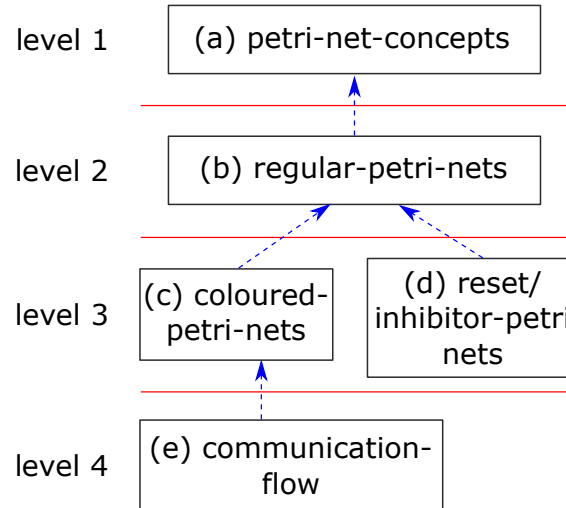 level 1
(a) petri-net-concepts
level 2
(b) regular-petri-nets
level 3
(c) coloured-
petri-nets
(d) reset/
inhibitor-petri
nets
level 4
(e) communication-
flow